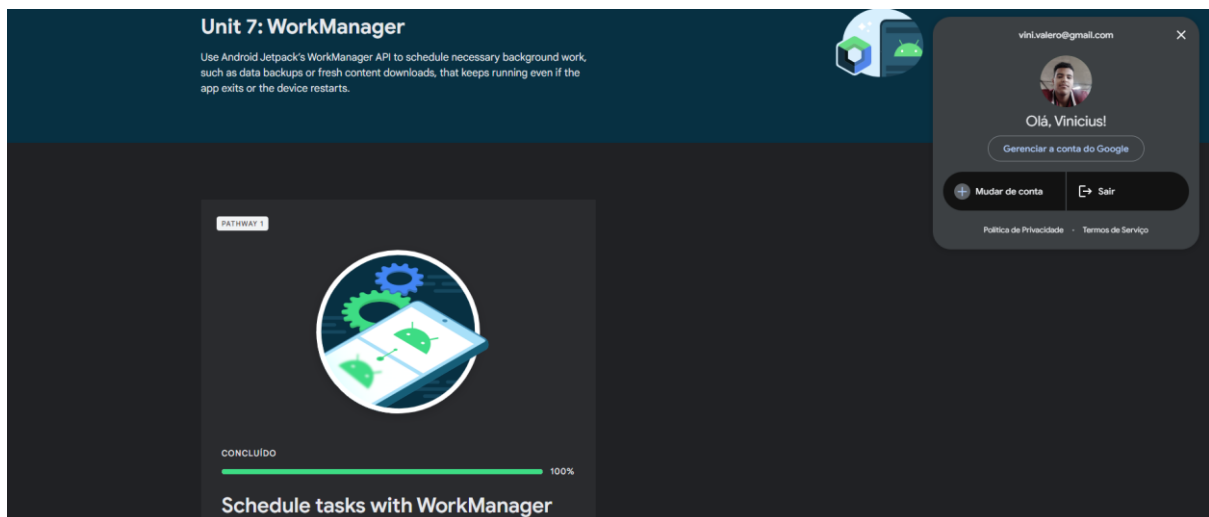 Unit 7: WorkManager
Use Android Jetpack's WorkManager API to schedule necessary background work,
such as data backups or fresh content downloads, that keeps running even if the
app exits or the device restarts.
vini.valero@gmail.com
Olá, Vinicius!
Gerenciar a conta do Google
Mudar de conta
Sair
Política de Privacidade · Termos de Serviço
PATHWAY 1
CONCLUÍDO
100%
Schedule tasks with WorkManager